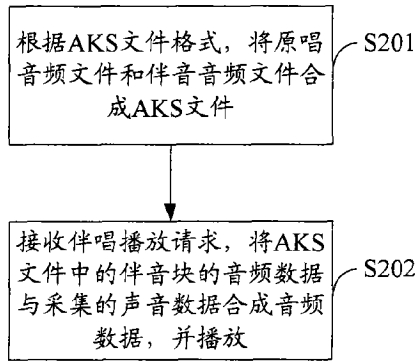 根据AKS文件格式，将原唱
音频文件和伴音音频文件合
成AKS文件
S201
接收伴唱播放请求，将AKS
文件中的伴音块的音频数据
与采集的声音数据合成音频
数据，并播放
S202